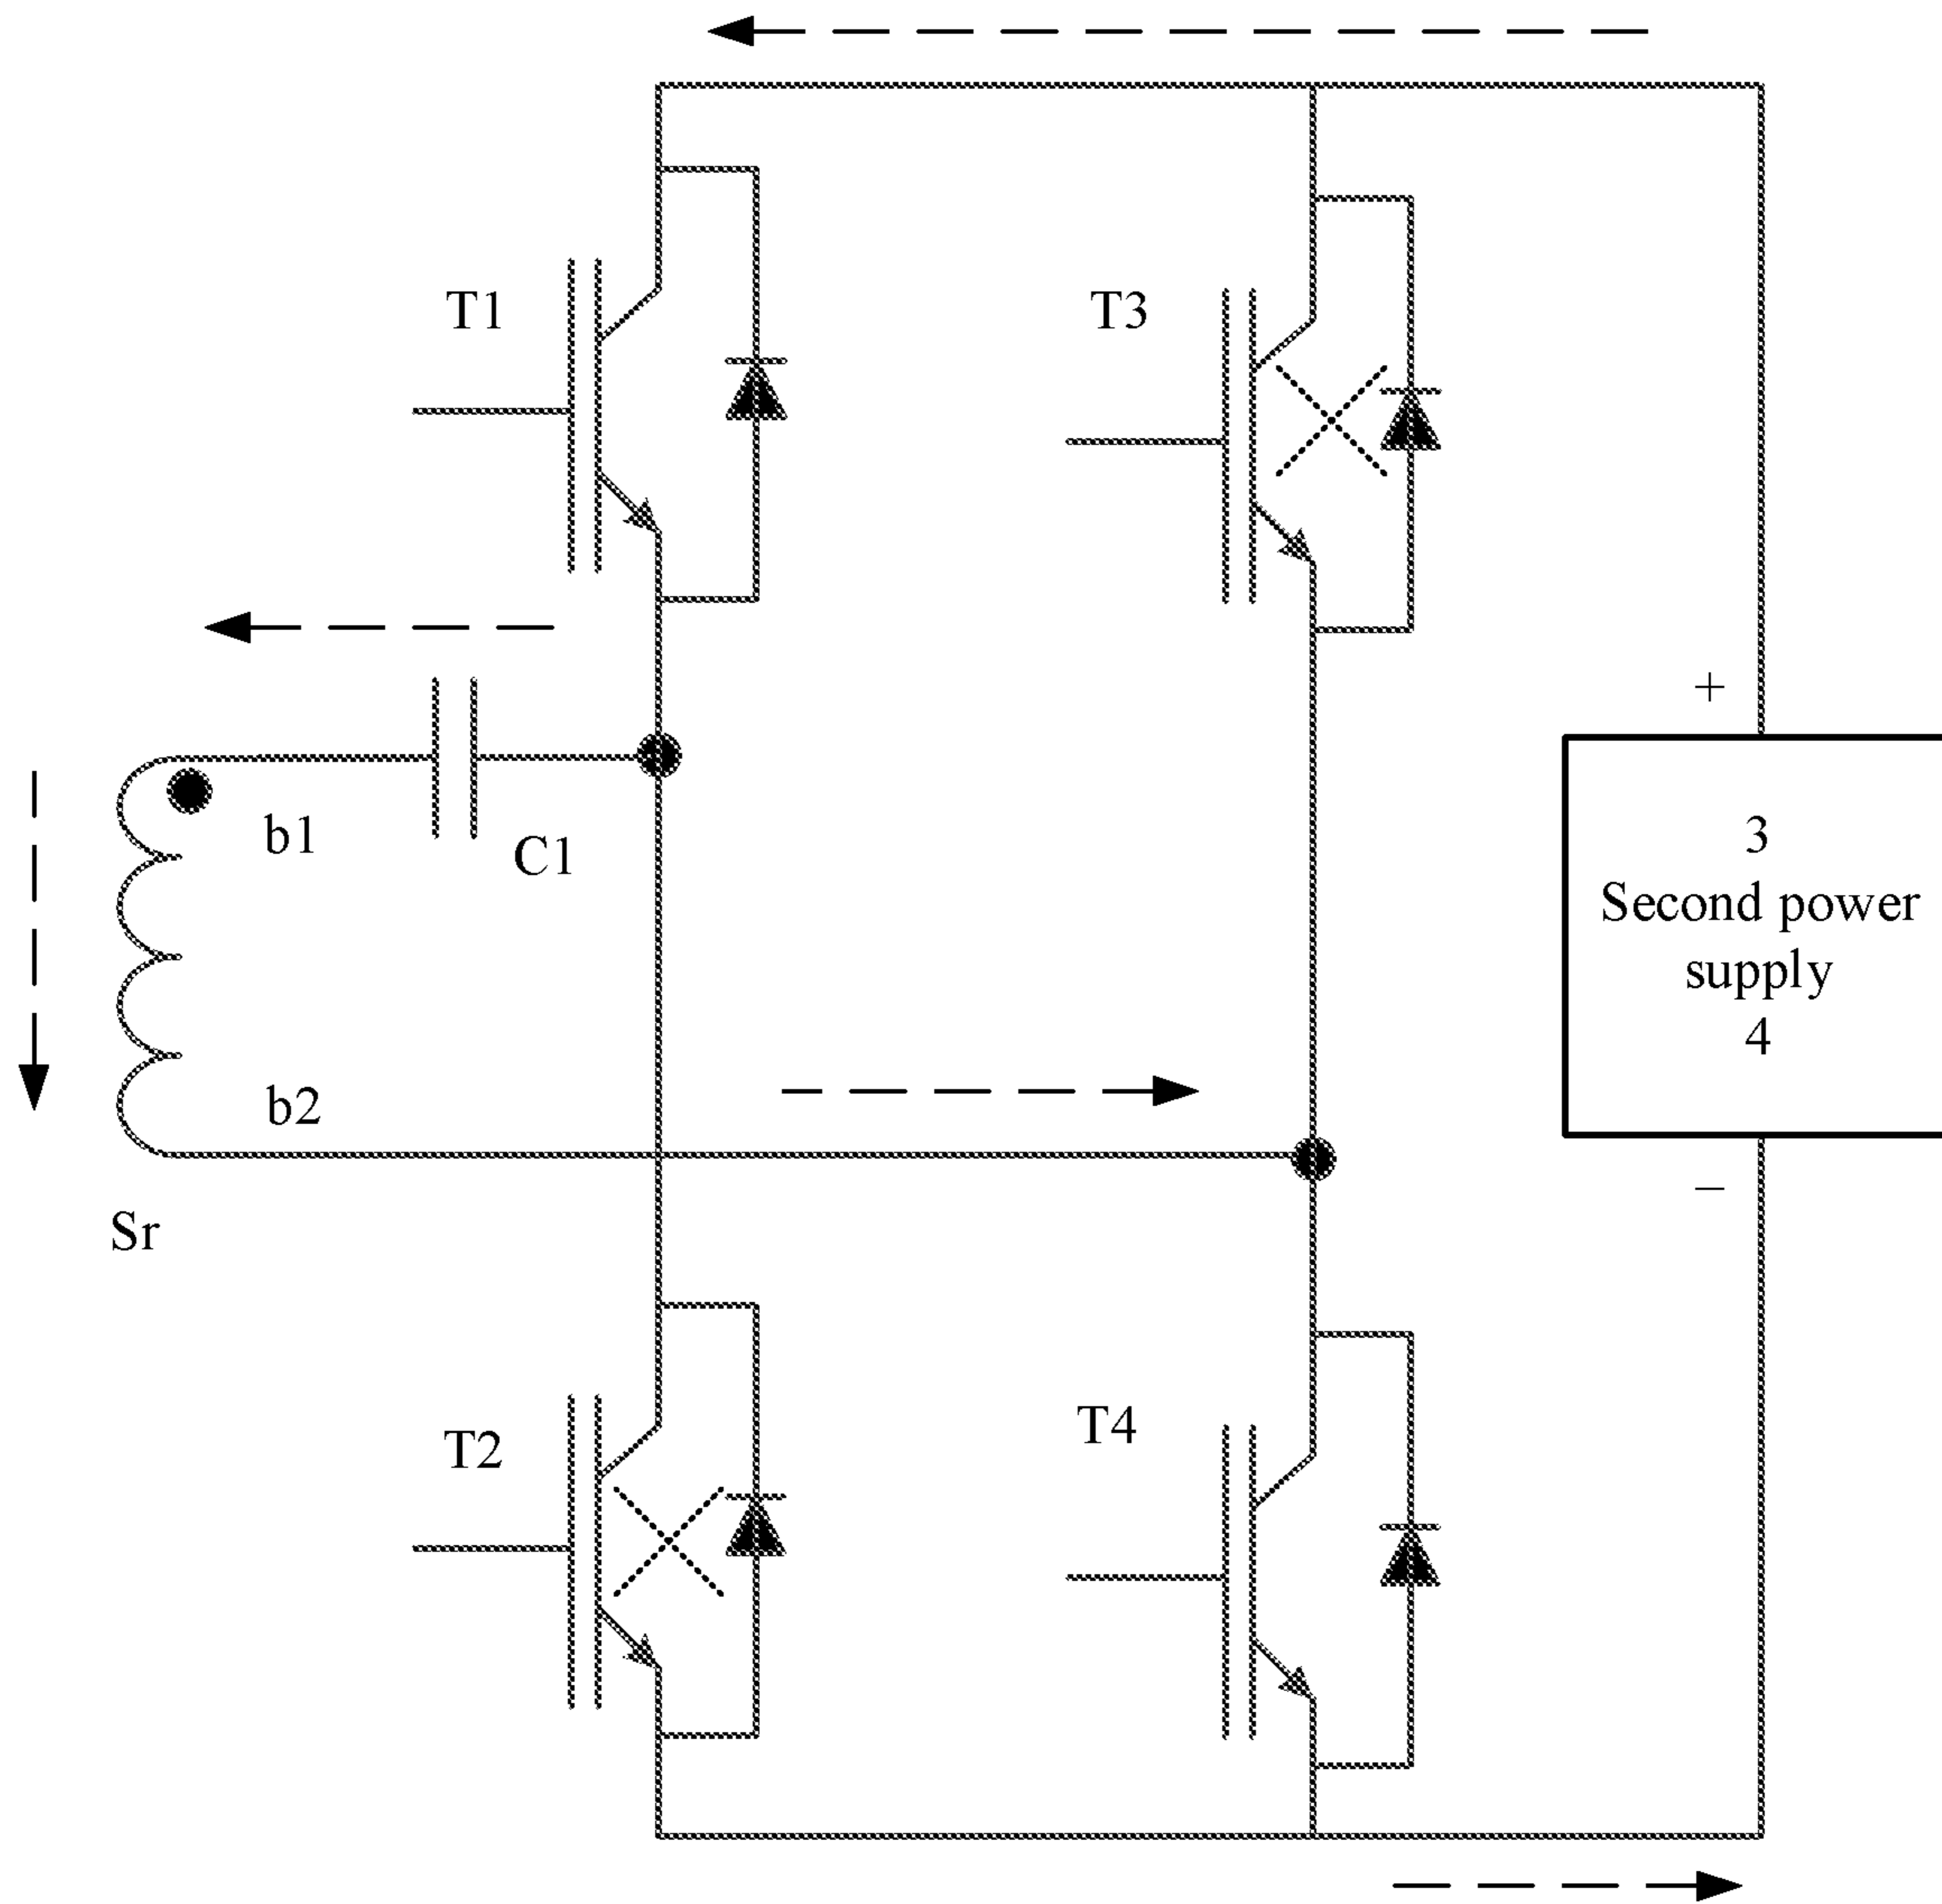 T1
T3
+
b1
C1
3
Second power
supply
4
b2
−
Sr
T2
T4